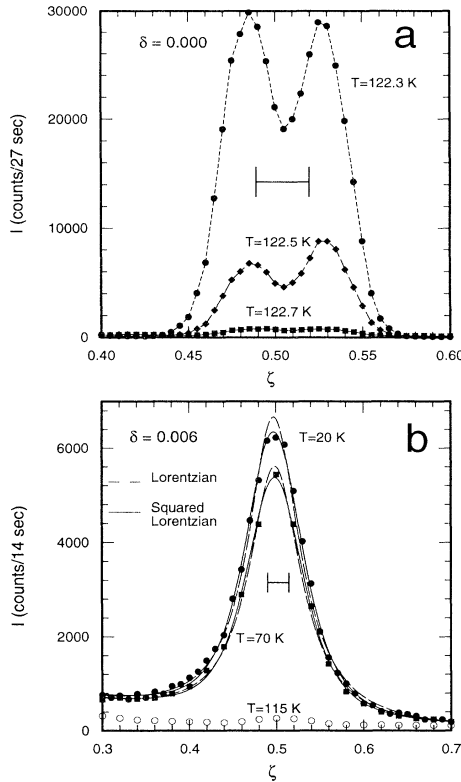 a
δ = 0.000
30000
20000
10000
0
I (counts/27 sec)
T=122.3 K
T=122.5 K
T=122.7 K
0.40 0.45 0.50 0.55 0.60
ζ
b
δ = 0.006
6000
4000
2000
0
I (counts/14 sec)
Lorentzian
Squared
Lorentzian
T=20 K
T=70 K
T=115 K
0.3 0.4 0.5 0.6 0.7
ζ